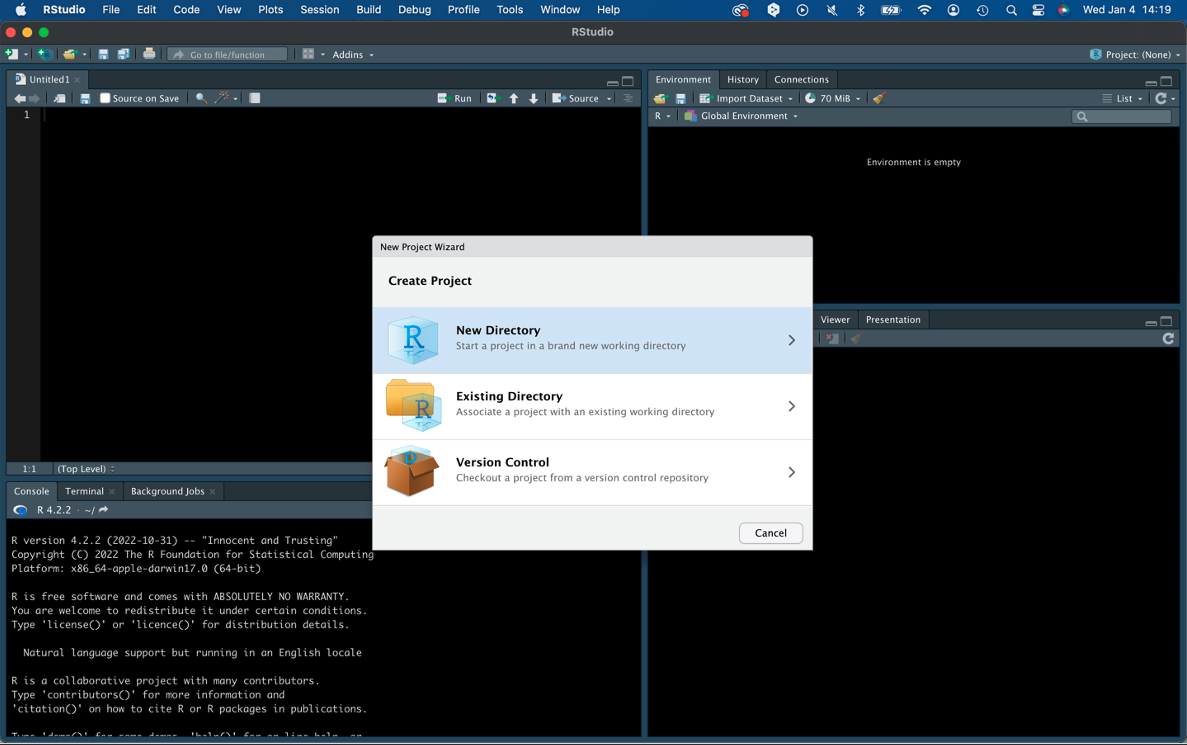 RStudio File Edit Code View Plots Session Build Debug Profile Tools Window Help Wed Jan 4 14:19
RStudio
Go to file/function Addins Project: (None)
Untitled1
Source on Save Run Source
1
1:1 (Top Level)
Environment History Connections
Import Dataset 70 MiB List
R Global Environment
Environment is empty
Viewer Presentation
New Project Wizard
Create Project
New Directory
Start a project in a brand new working directory
Existing Directory
Associate a project with an existing working directory
Version Control
Checkout a project from a version control repository
Cancel
Console Terminal Background Jobs
R 4.2.2 · ~/
R version 4.2.2 (2022-10-31) -- "Innocent and Trusting"
Copyright (C) 2022 The R Foundation for Statistical Computing
Platform: x86_64-apple-darwin17.0 (64-bit)
R is free software and comes with ABSOLUTELY NO WARRANTY.
You are welcome to redistribute it under certain conditions.
Type 'license()' or 'licence()' for distribution details.
Natural language support but running in an English locale
R is a collaborative project with many contributors.
Type 'contributors()' for more information and
'citation()' on how to cite R or R packages in publications.